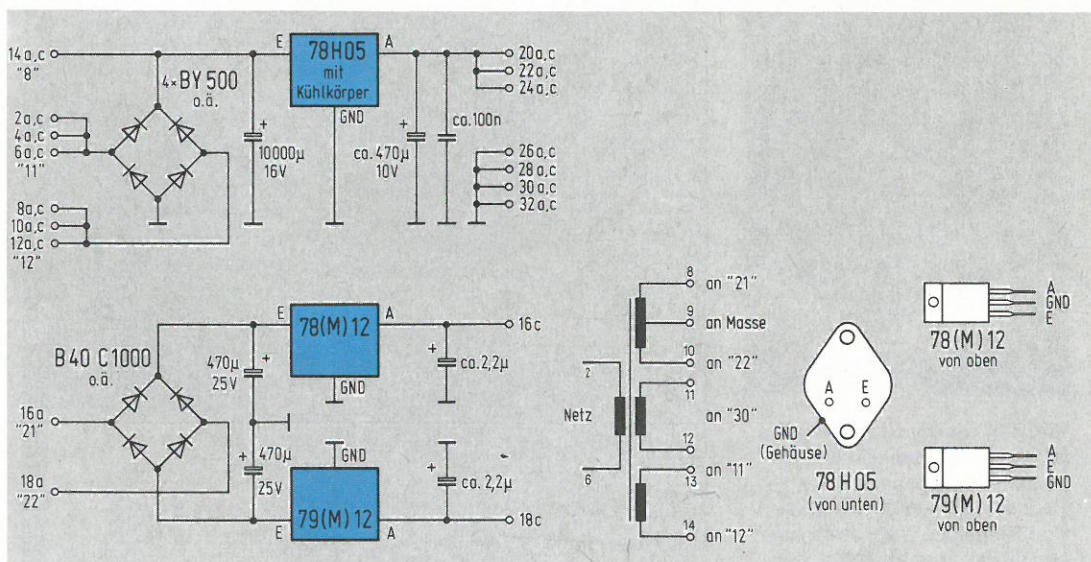 14a,c
"8"
4× BY 500
o.ä.
2a,c
4a,c
6a,c
"11"
8a,c
10a,c
12a,c
"12"
+
10000µ
16V
E
78H05
mit
Kühlkörper
A
GND
+
ca.470µ
10V
ca.100n
20a,c
22a,c
24a,c
26a,c
28a,c
30a,c
32a,c
B40 C1000
o.ä.
16a
"21"
18a
"22"
470µ
25V
+
+
470µ
25V
E
78(M)12
A
GND
GND
79(M)12
E
A
+
ca.2,2µ
+
ca. 2,2µ
16c
18c
2
Netz
6
8
an "21"
9
an Masse
10
an "22"
11
an "30"
12
an "11"
13
14
an "12"
A
E
GND
(Gehäuse)
78H05
(von unten)
A
GND
E
78(M)12
von oben
A
E
GND
79(M)12
von oben